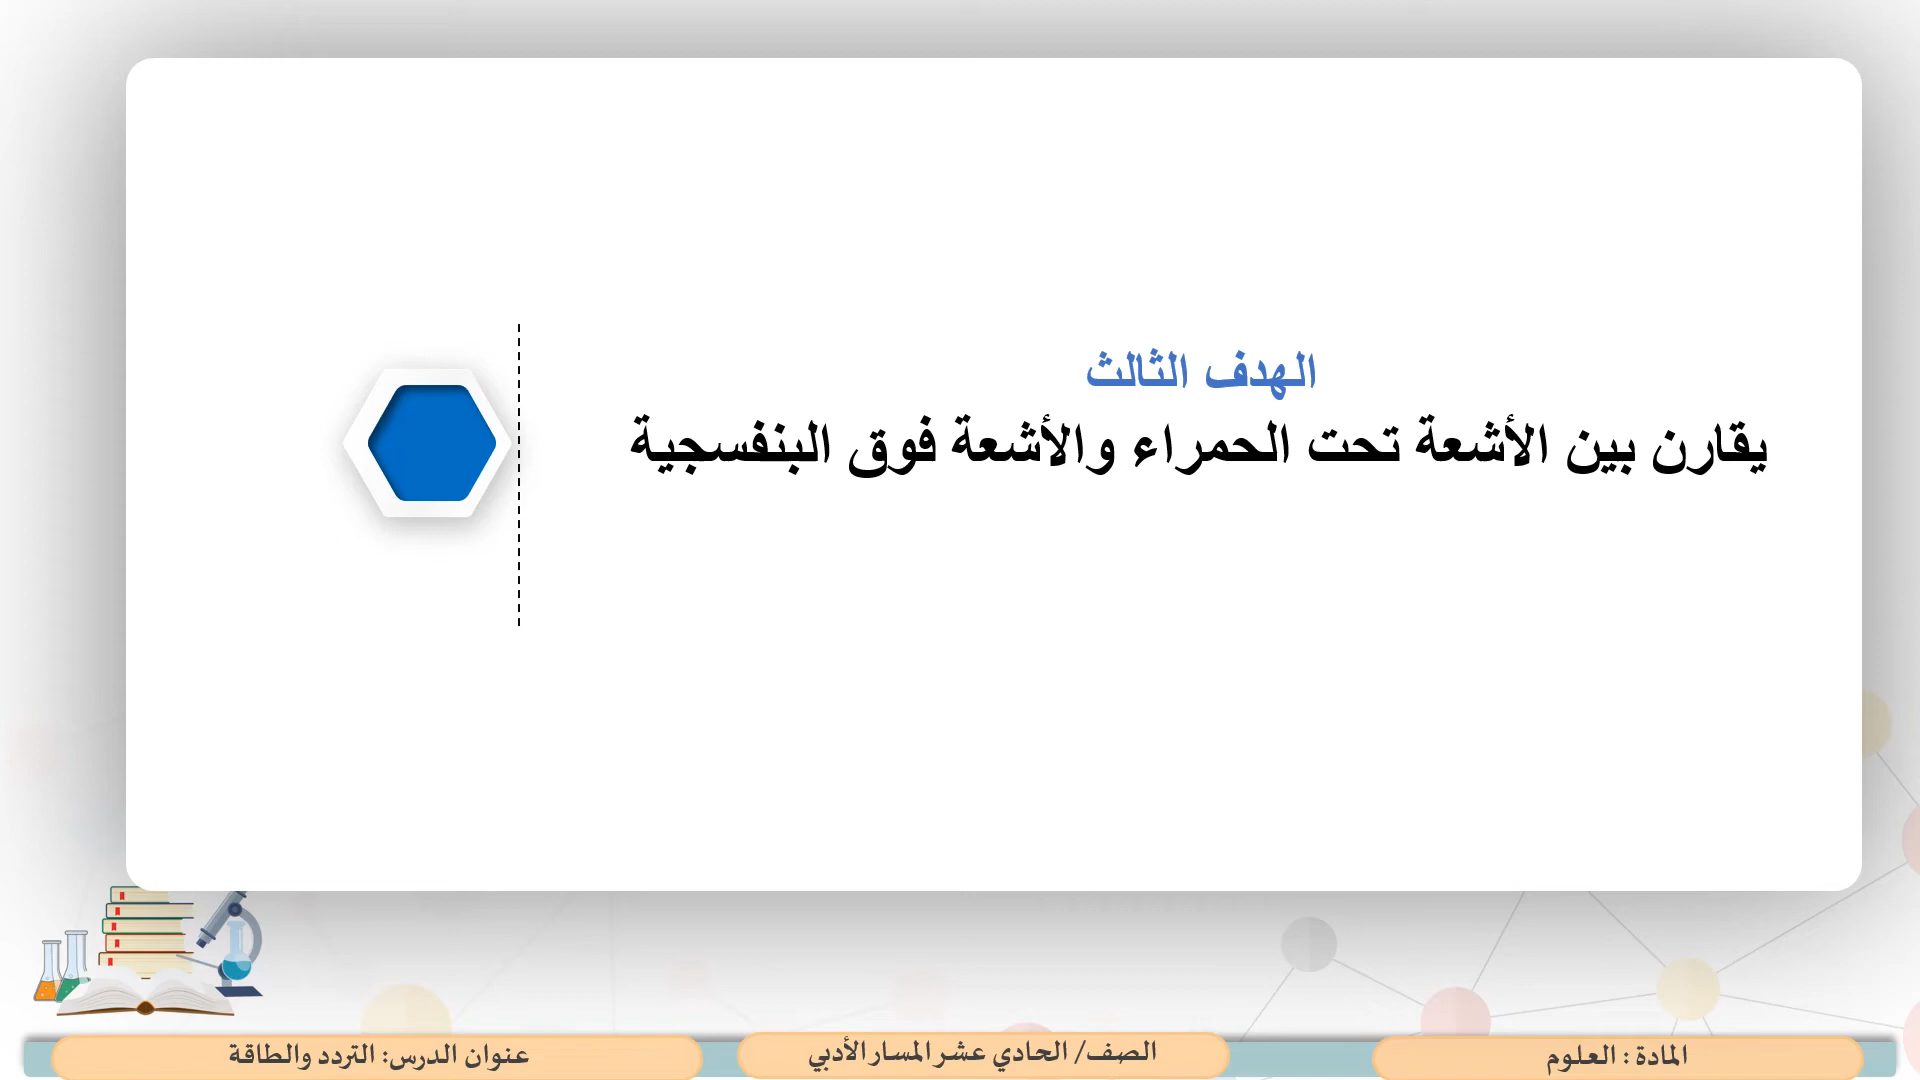 الهدف الثالث
يقارن بين الأشعة تحت الحمراء والأشعة فوق البنفسجية
المادة : العلوم
الصف/ الحادي عشر المسار الأدبي
عنوان الدرس: التردد والطاقة